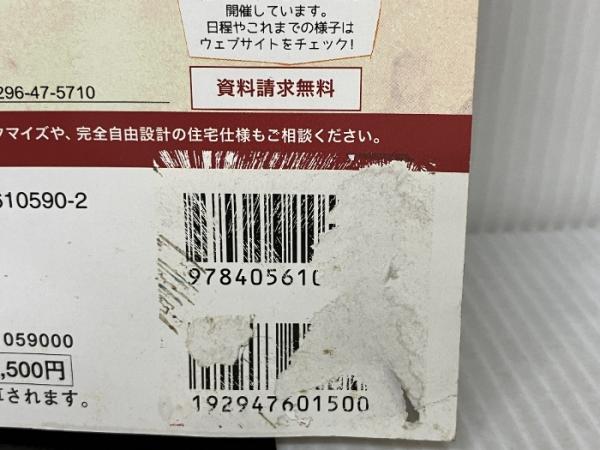 開催しています。
日程やこれまでの様子は
ウェブサイトをチェック!
296-47-5710
資料請求無料
マイズや、完全自由設計の住宅仕様もご相談ください。
610590-2
978405610
059000
,500円
されます。
192947601500